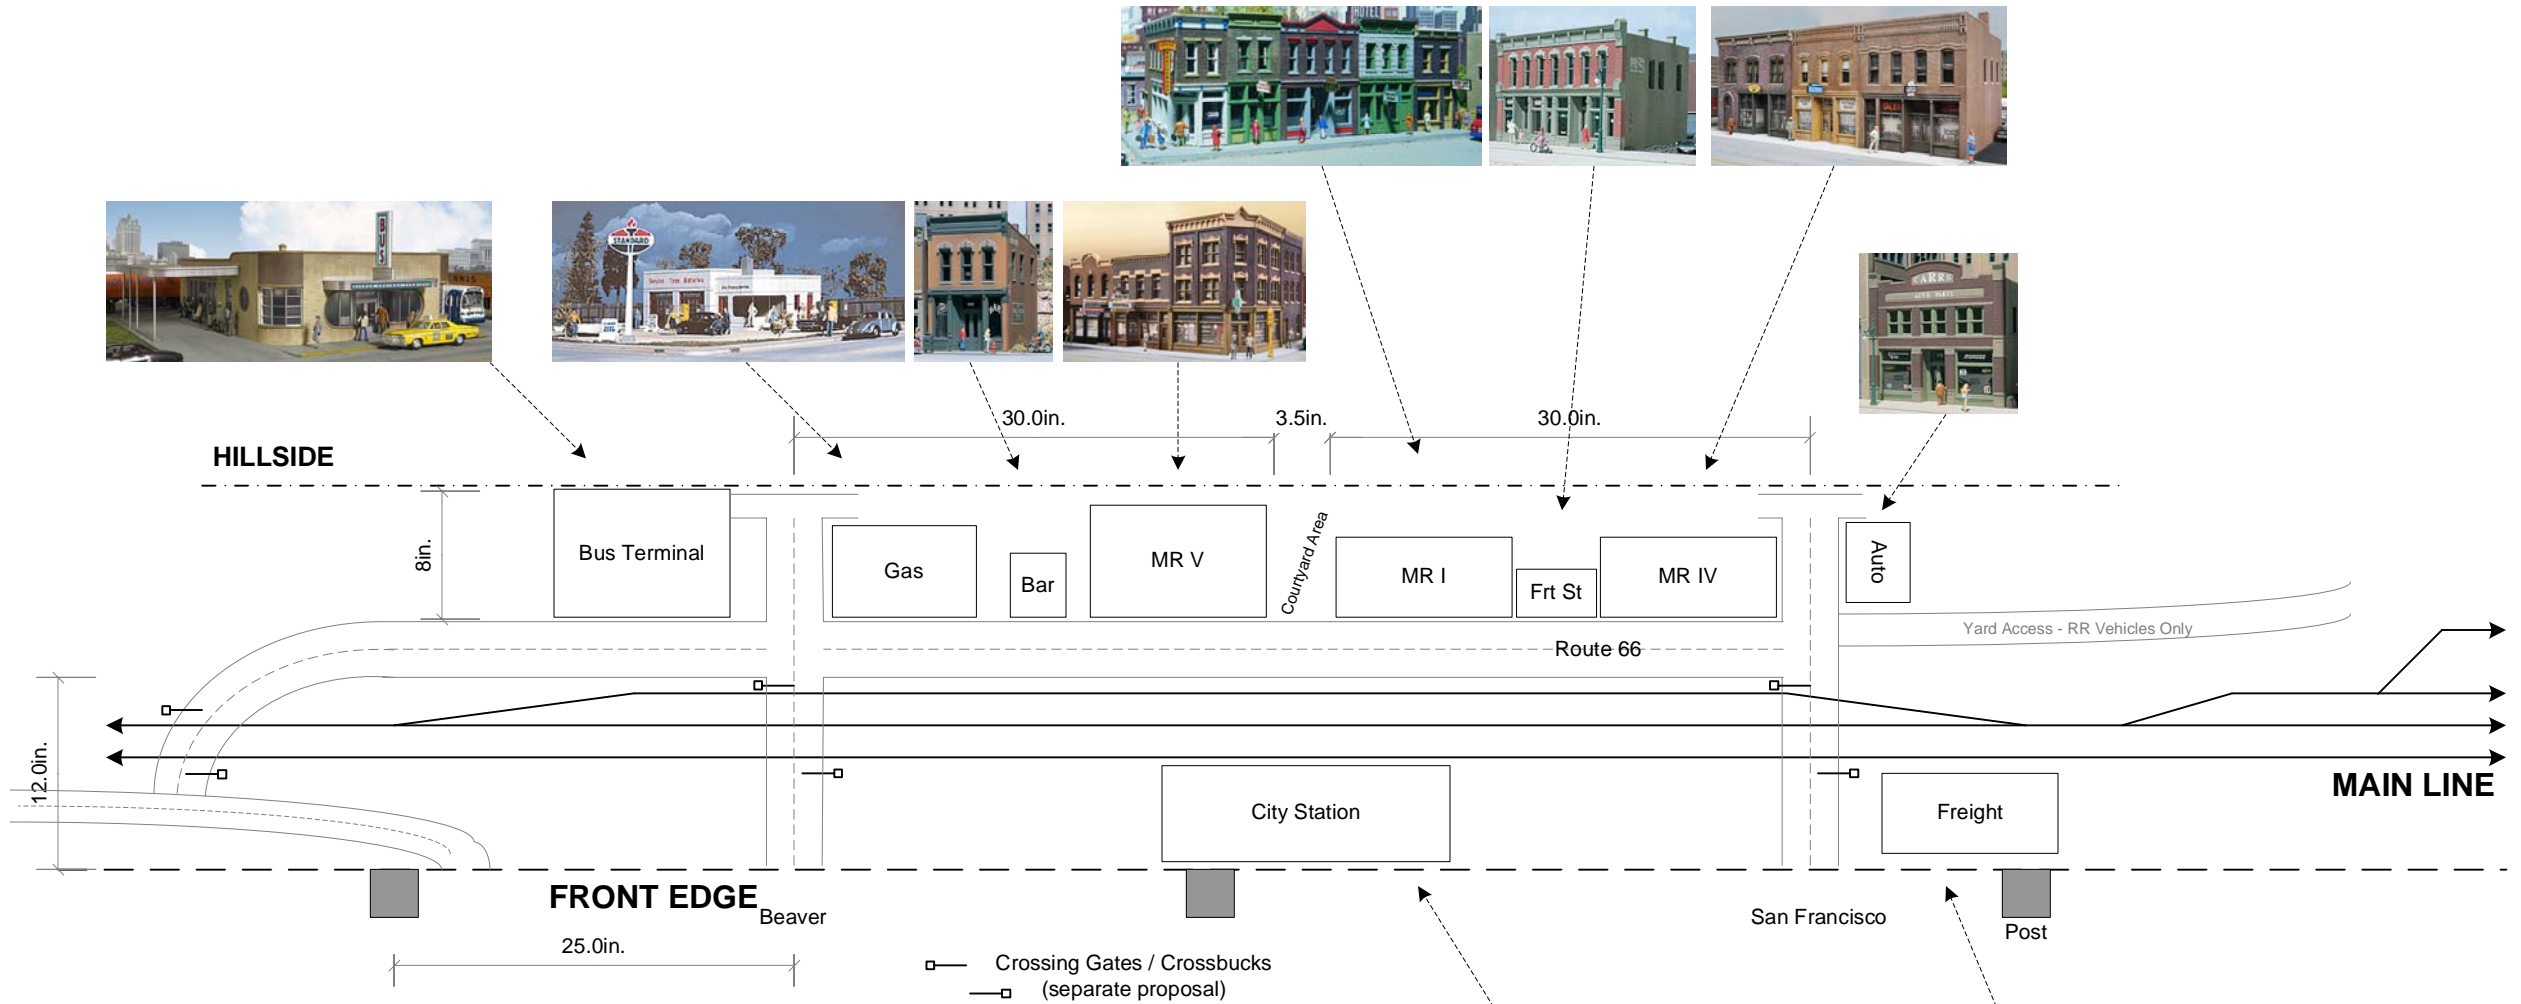 BUS
STANDARD
CARRS
AUTO PARTS
30.0in.
3.5in.
30.0in.
HILLSIDE
8in.
Bus Terminal
Gas
Bar
MR V
Courtyard Area
MR I
Frt St
MR IV
Auto
Route 66
Yard Access - RR Vehicles Only
12.0in.
City Station
Freight
MAIN LINE
FRONT EDGE
Beaver
San Francisco
Post
25.0in.
Crossing Gates / Crossbucks
(separate proposal)